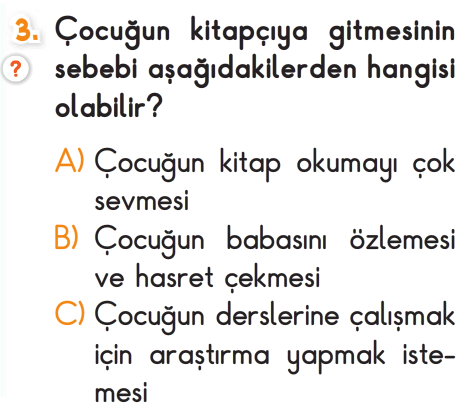 3. Çocuğun kitapçıya gitmesinin
? sebebi aşağıdakilerden hangisi
olabilir?
A) Çocuğun kitap okumayı çok
sevmesi
B) Çocuğun babasını özlemesi
ve hasret çekmesi
C) Çocuğun derslerine çalışmak
için araştırma yapmak iste-
mesi